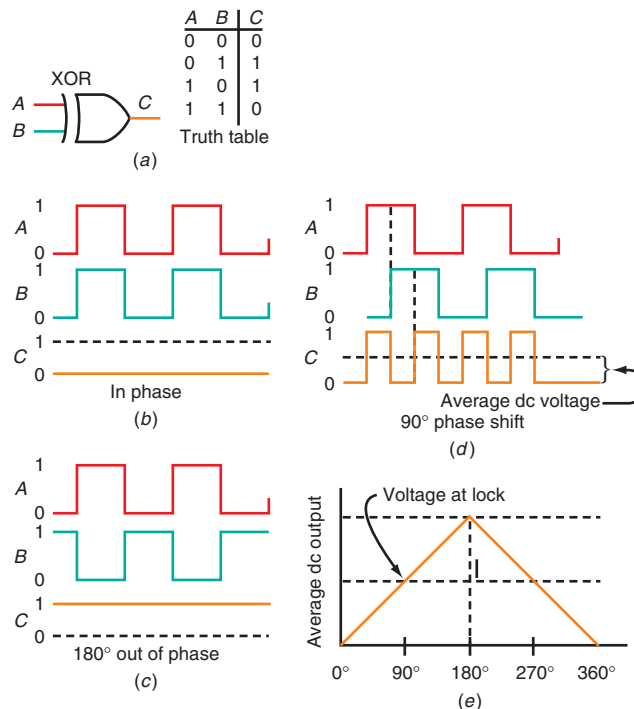 A B C
0 0 0
0 1 1
1 0 1
1 1 0
Truth table
XOR
A
B
C
(a)
1
A
0
1
B
0
1
C
0
In phase
(b)
1
A
0
1
B
0
1
C
0
180° out of phase
(c)
1
A
0
1
B
0
1
C
0
Average dc voltage
90° phase shift
(d)
Voltage at lock
Average dc output
0° 90° 180° 270° 360°
(e)